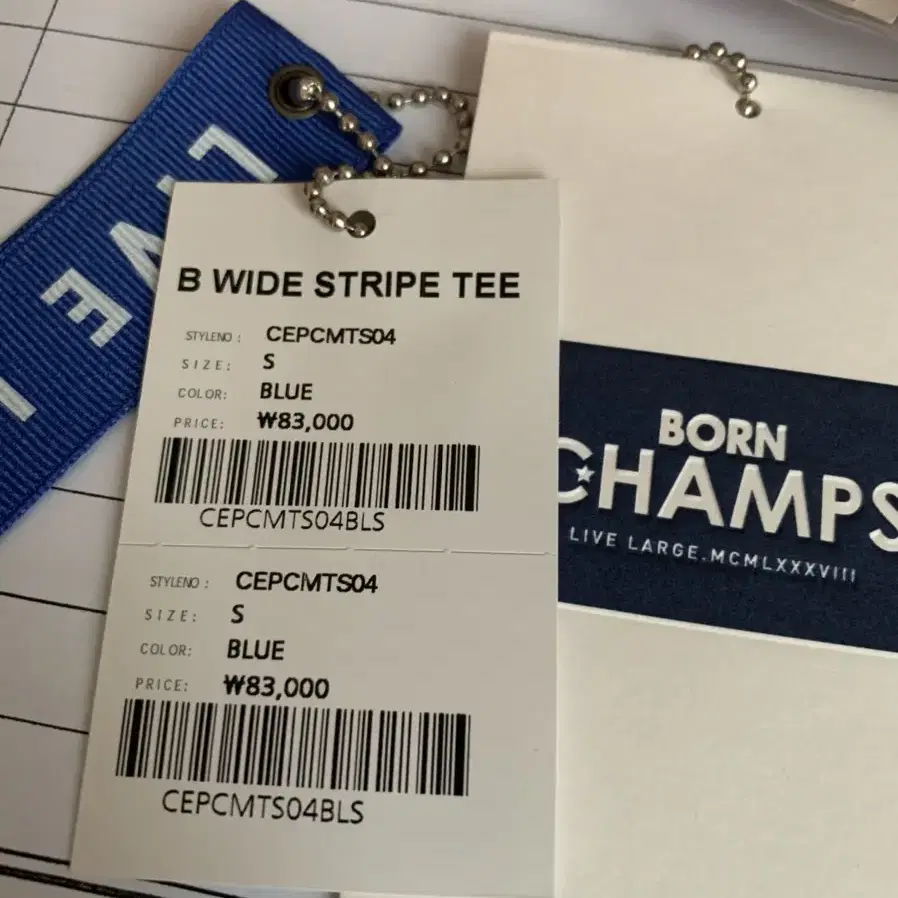 LIVE L
B WIDE STRIPE TEE
STYLENO : CEPCMTS04
SIZE: S
COLOR: BLUE
PRICE: ₩83,000
CEPCMTS04BLS
STYLENO : CEPCMTS04
SIZE: S
COLOR: BLUE
PRICE: ₩83,000
CEPCMTS04BLS
BORN
CHAMPS
LIVE LARGE.MCMLXXXVIII